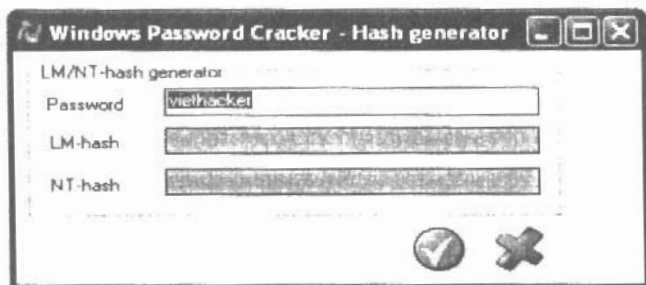 Windows Password Cracker - Hash generator
LM/NT-hash generator
Password viethacker
LM-hash
NT-hash